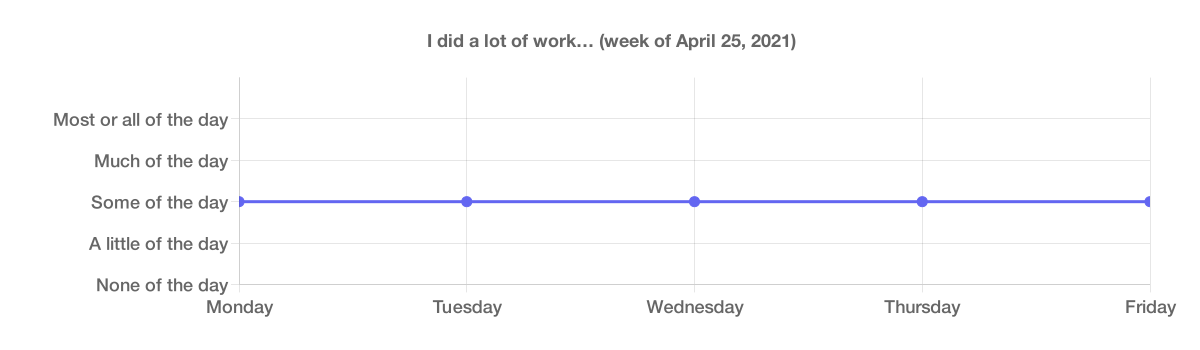 I did a lot of work… (week of April 25, 2021)
Most or all of the day
Much of the day
Some of the day
A little of the day
None of the day
Monday Tuesday Wednesday Thursday Friday